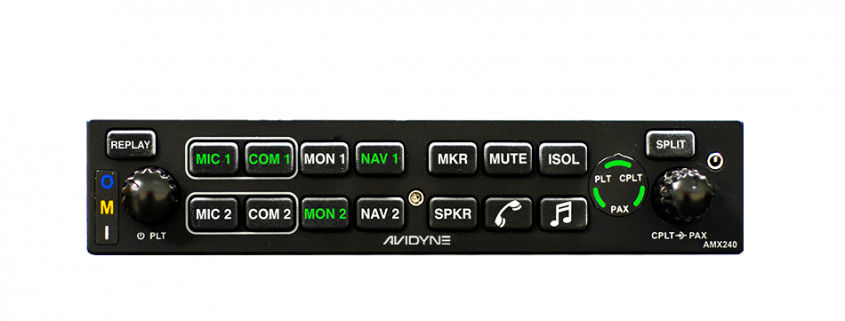 REPLAY
MIC 1 COM 1 MON 1 NAV 1 MKR MUTE ISOL
SPLIT
O
M
I
PLT CPLT
PAX
MIC 2 COM 2 MON 2 NAV 2 SPKR
PLT
AVIDYNE
CPLT PAX
AMX240